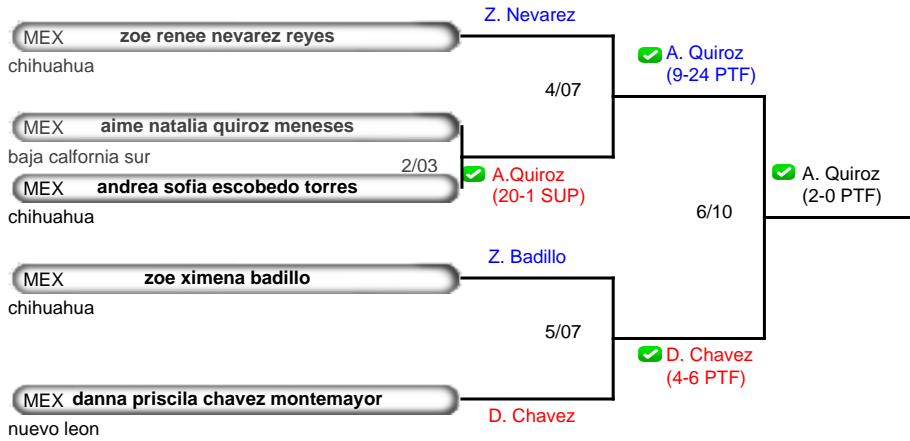 Z. Nevarez
MEX zoe renee nevarez reyes
chihuahua
A. Quiroz
(9-24 PTF)
4/07
MEX aime natalia quiroz meneses
baja calfornia sur
2/03
A.Quiroz
(20-1 SUP)
MEX andrea sofia escobedo torres
chihuahua
A. Quiroz
(2-0 PTF)
6/10
Z. Badillo
MEX zoe ximena badillo
chihuahua
5/07
D. Chavez
(4-6 PTF)
MEX danna priscila chavez montemayor
D. Chavez
nuevo leon